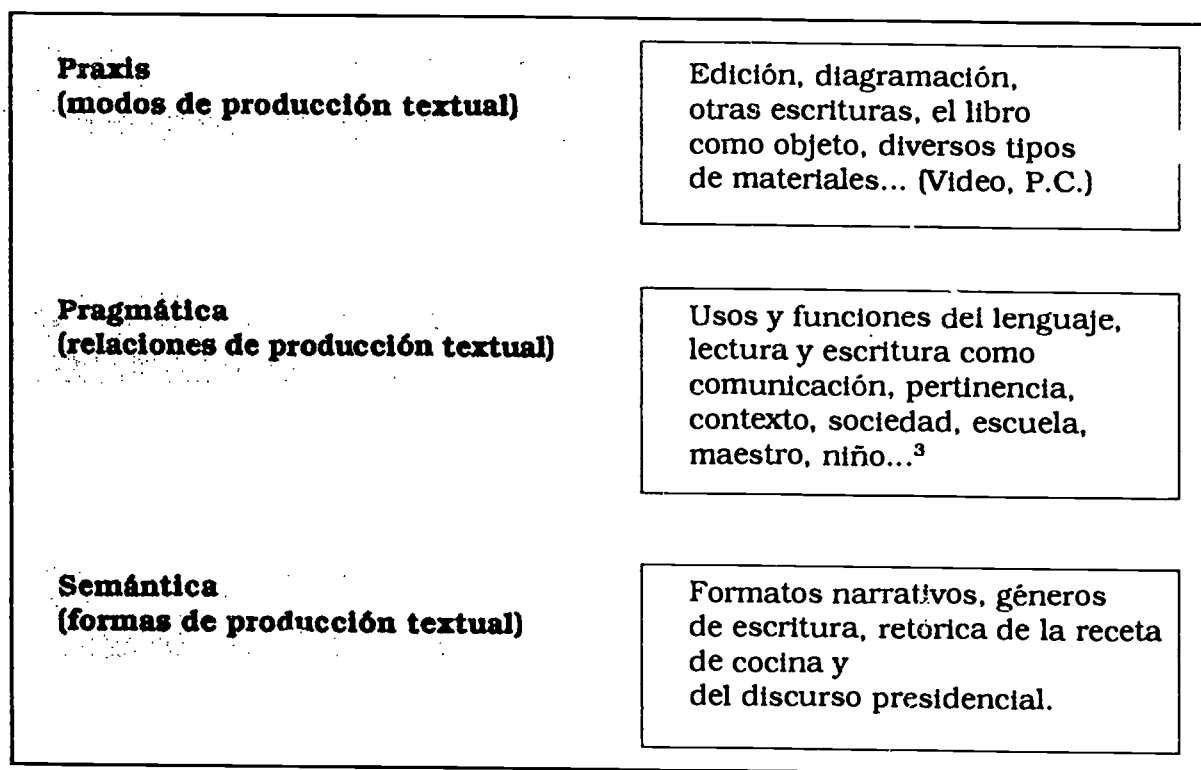 Praxis
(modos de producción textual)
Edición, diagramación,
otras escrituras, el libro
como objeto, diversos tipos
de materiales... (Video, P.C.)
Pragmática
(relaciones de producción textual)
Usos y funciones del lenguaje,
lectura y escritura como
comunicación, pertinencia,
contexto, sociedad, escuela,
maestro, niño...³
Semántica
(formas de producción textual)
Formatos narrativos, géneros
de escritura, retórica de la receta
de cocina y
del discurso presidencial.